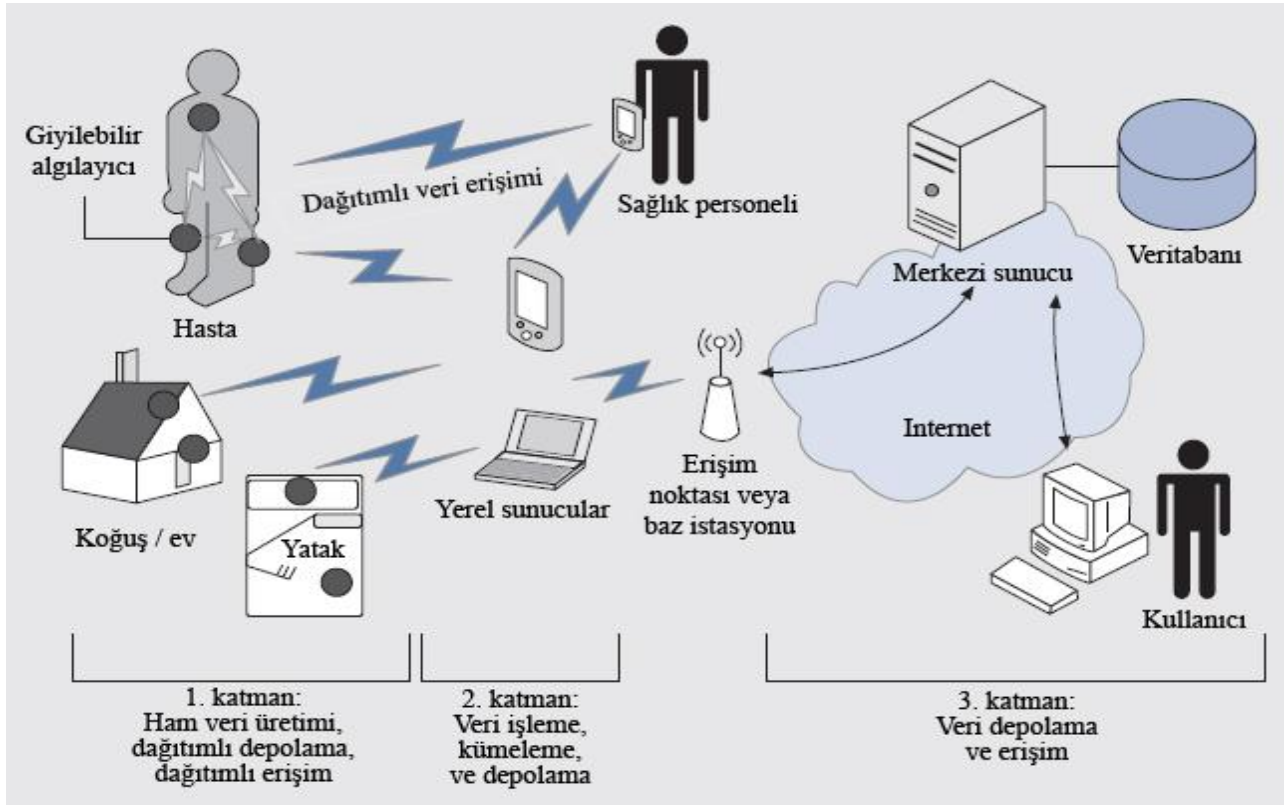 Giyilebilir
algılayıcı
Dağıtımlı veri erişimi
Sağlık personeli
Hasta
Merkezi sunucu
Veritabanı
Koğuş / ev
Yatak
Yerel sunucular
Erişim
noktası veya
baz istasyonu
Internet
Kullanıcı
1. katman:
Ham veri üretimi,
dağıtımlı depolama,
dağıtımlı erişim
2. katman:
Veri işleme,
kümeleme,
ve depolama
3. katman:
Veri depolama
ve erişim